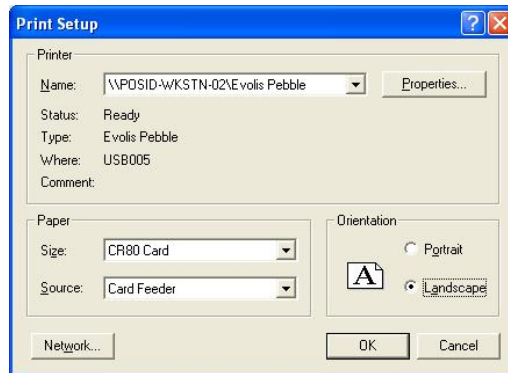 Print Setup
Printer
Name: \\POSID-WKSTN-02\Evolis Pebble Properties...
Status: Ready
Type: Evolis Pebble
Where: USB005
Comment:
Paper
Size: CR80 Card
Source: Card Feeder
Orientation
A
Portrait
Landscape
Network... OK Cancel